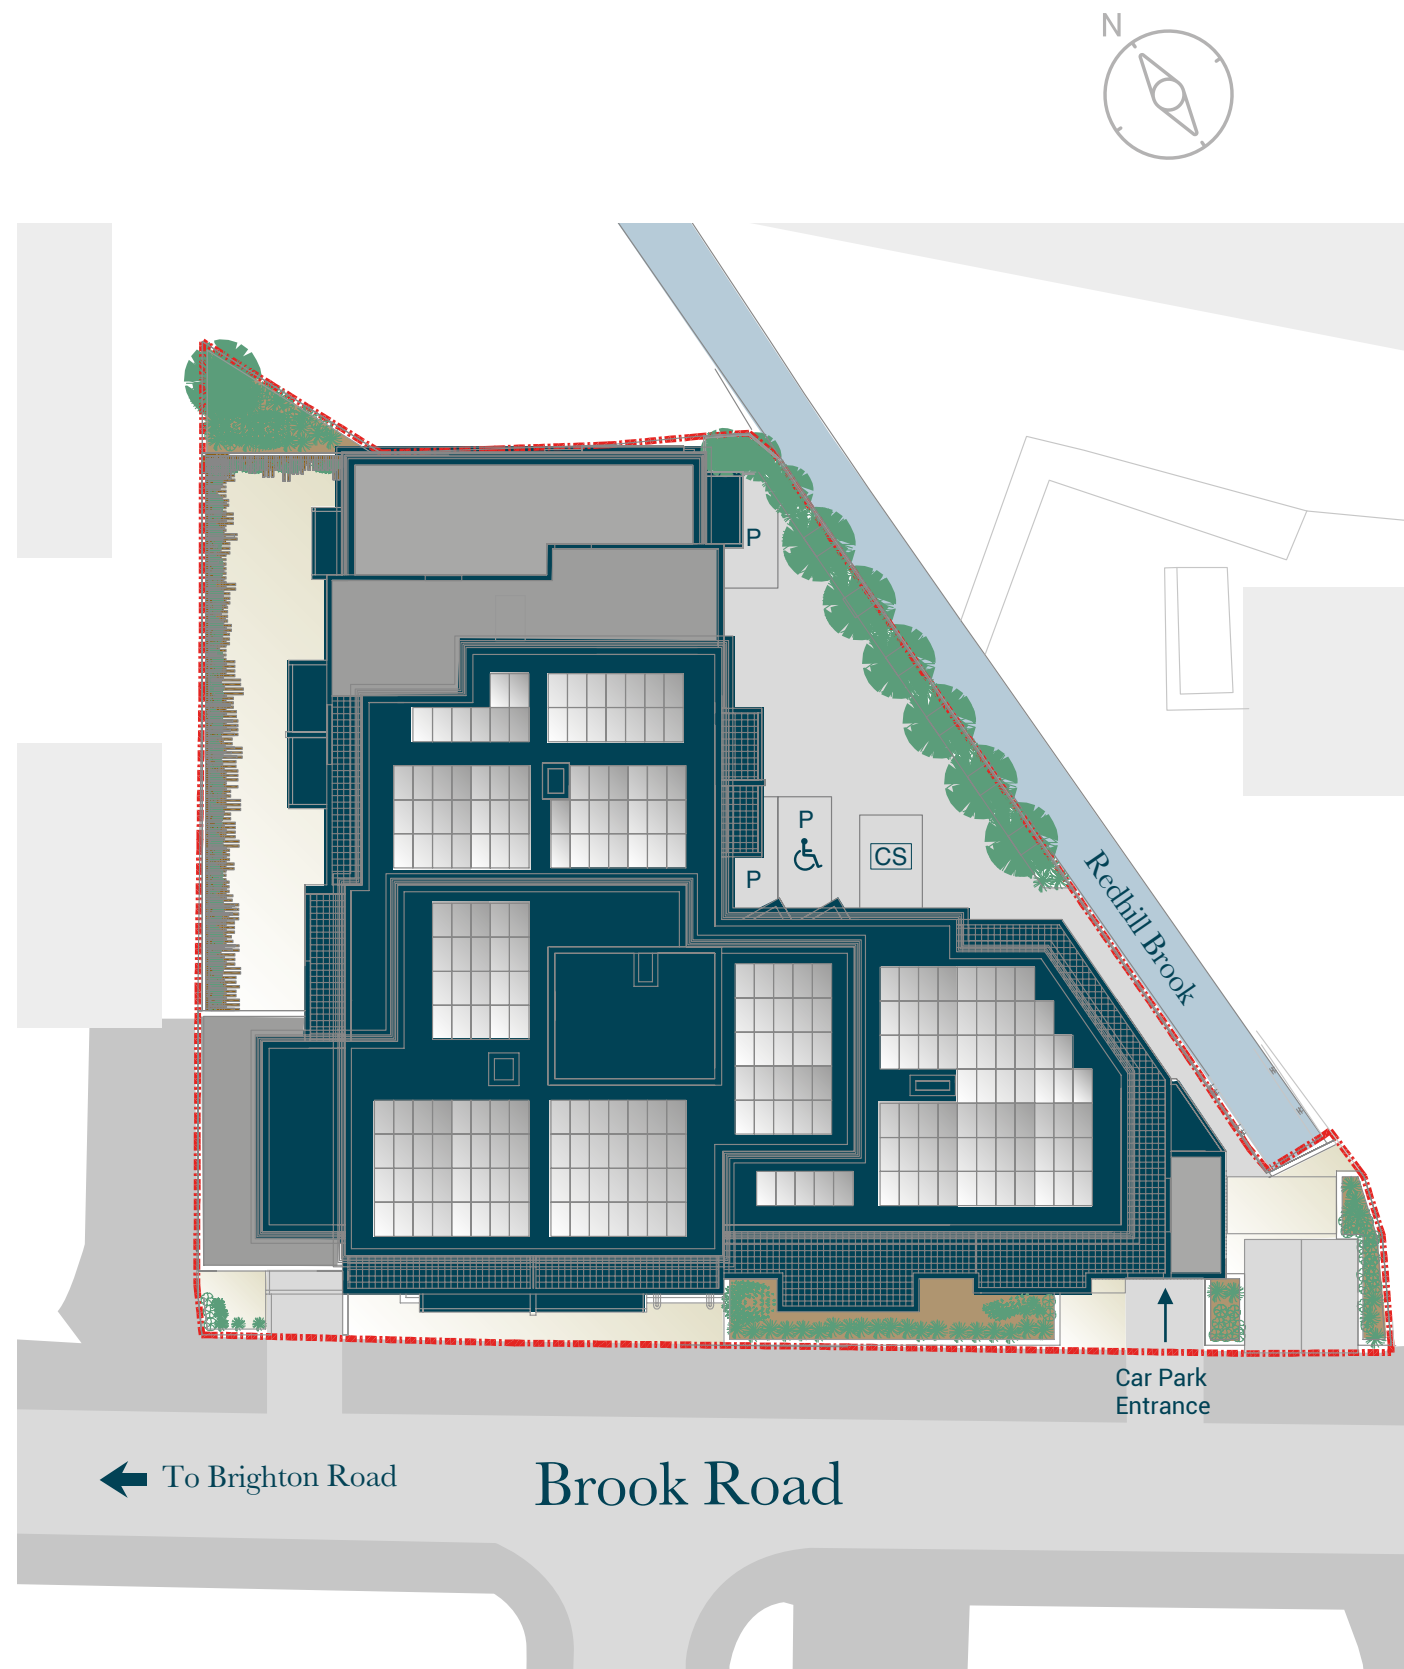 N
P
P
P
CS
Redhill Brook
Car Park
Entrance
To Brighton Road
Brook Road